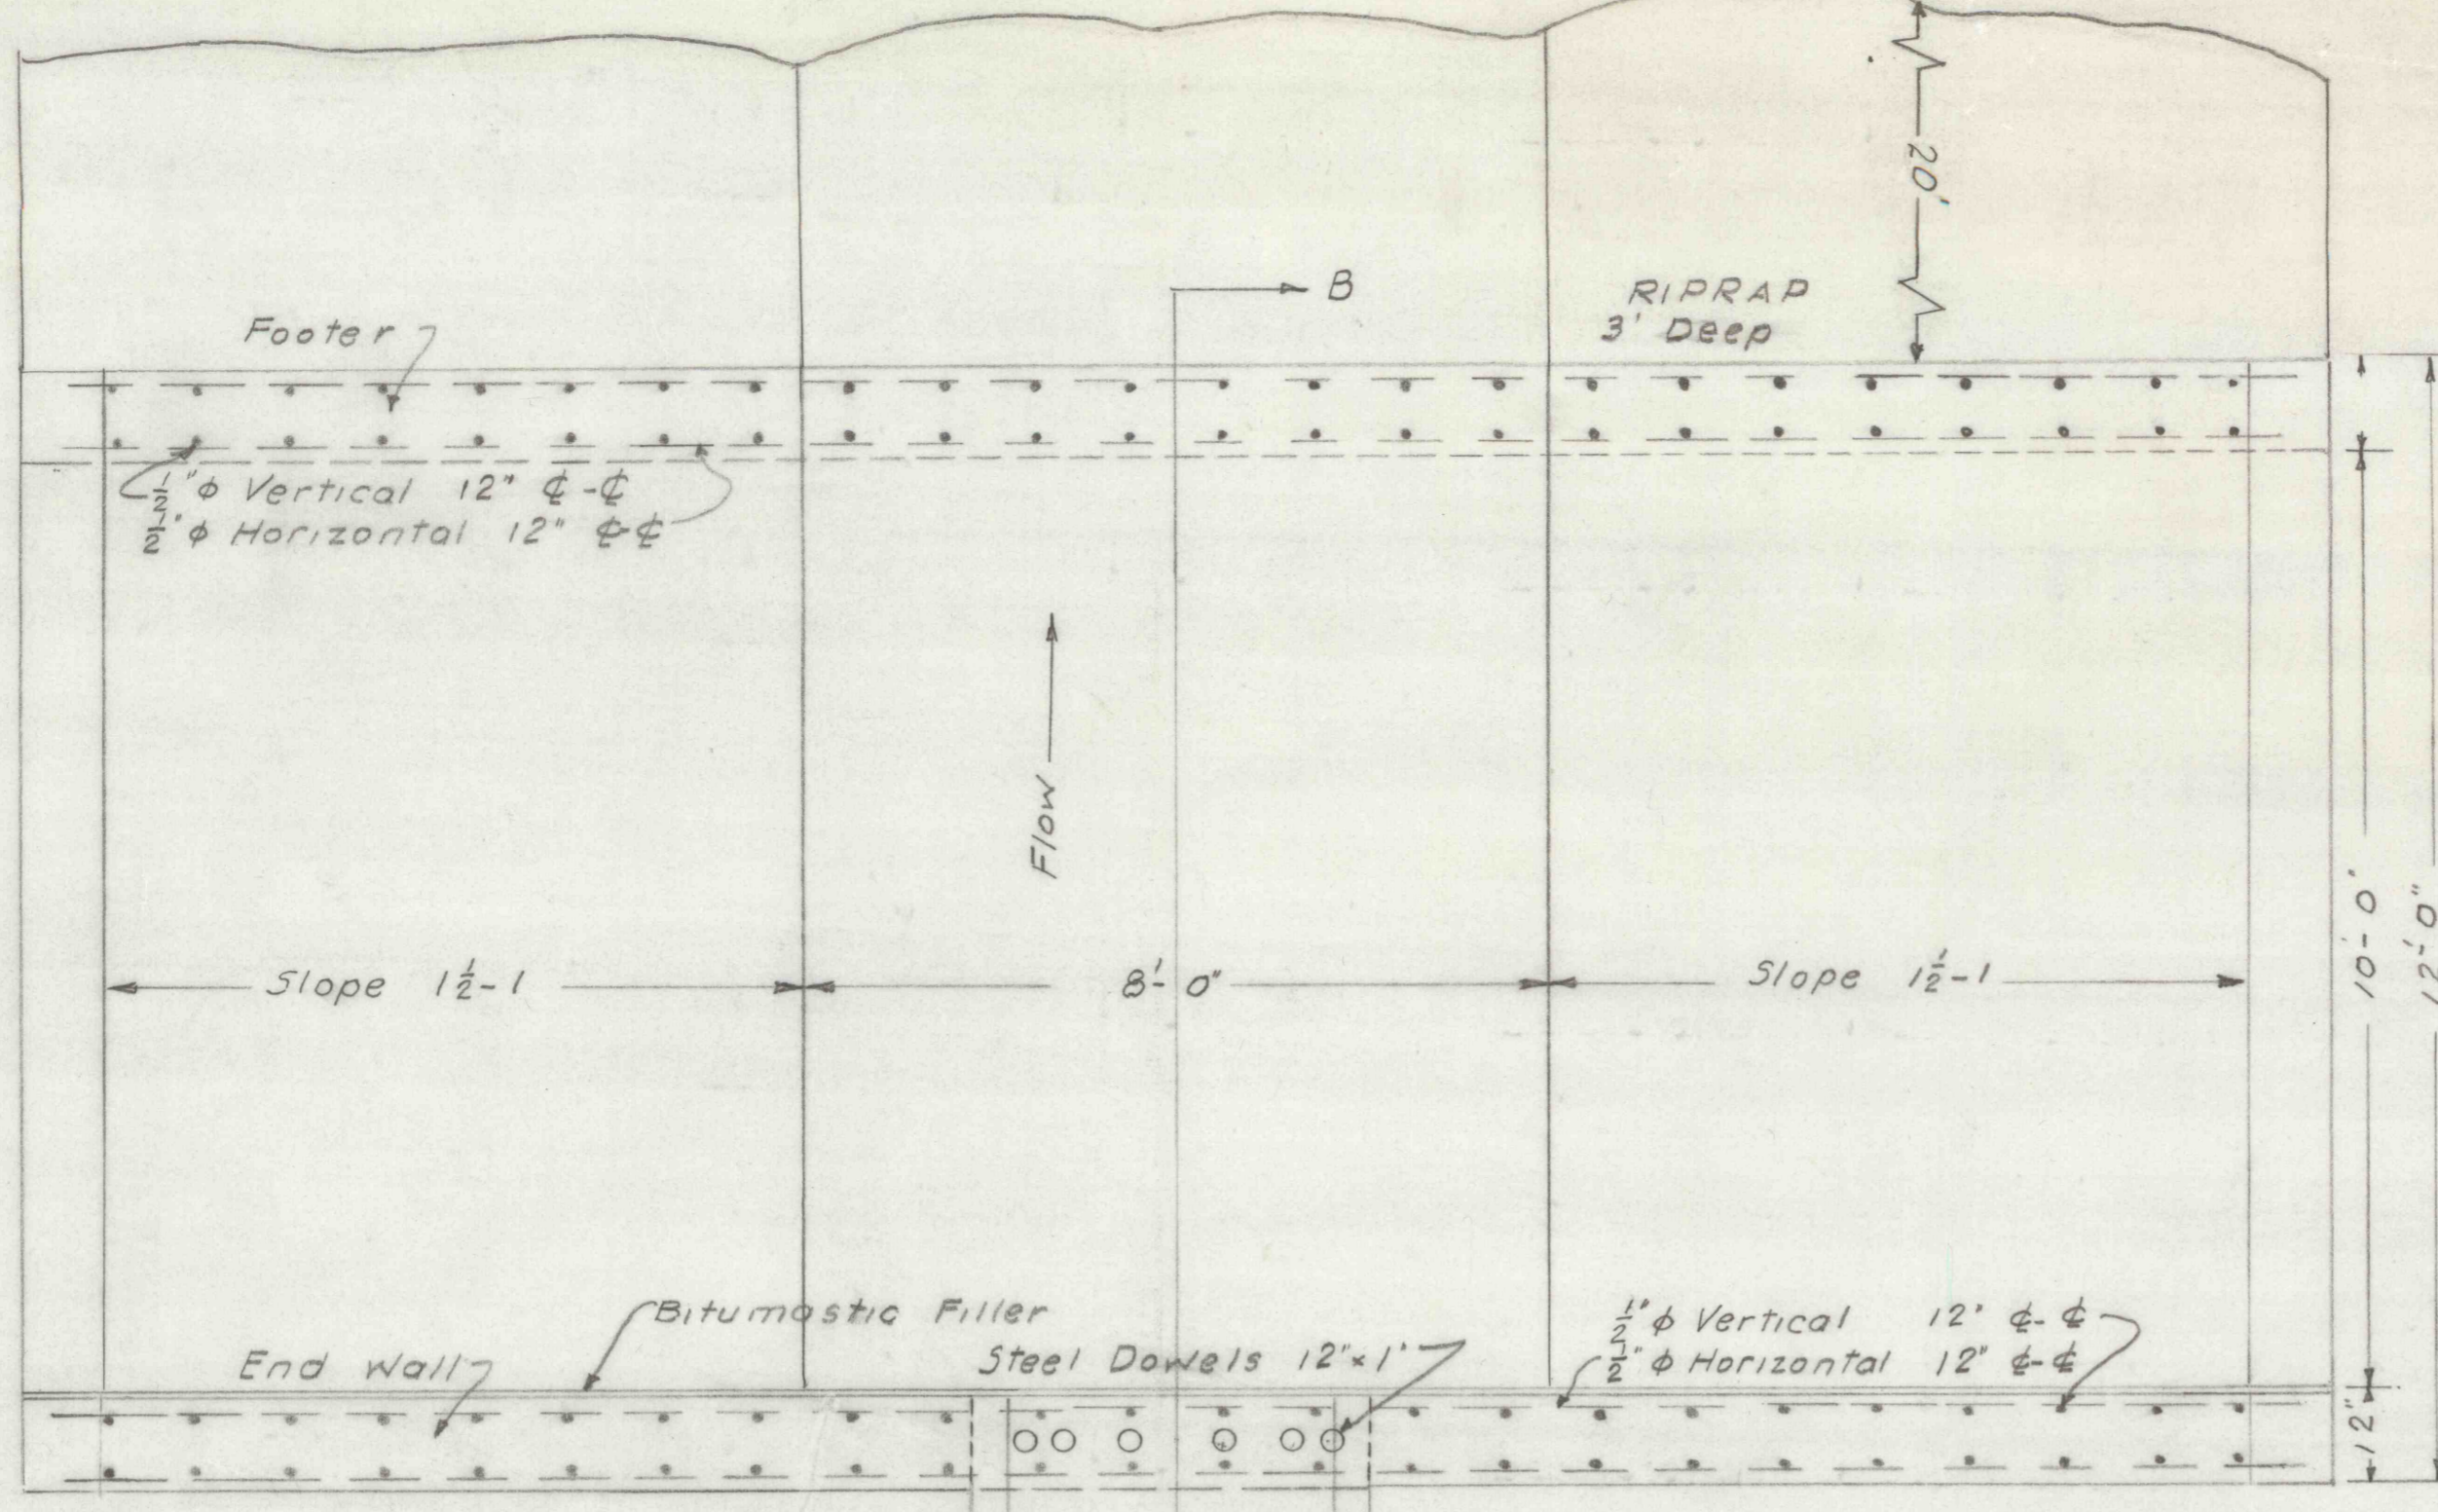 20'
B
RIPRAP
3' Deep
Footer
½"ϕ Vertical 12" ℄-℄
½"ϕ Horizontal 12" ℄-℄
Flow
Slope 1½-1
8'-0"
Slope 1½-1
10'-0"
12'-0"
Bitumastic Filler
End Wall
Steel Dowels 12"x1"
½"ϕ Vertical 12" ℄-℄
½"ϕ Horizontal 12" ℄-℄
12"